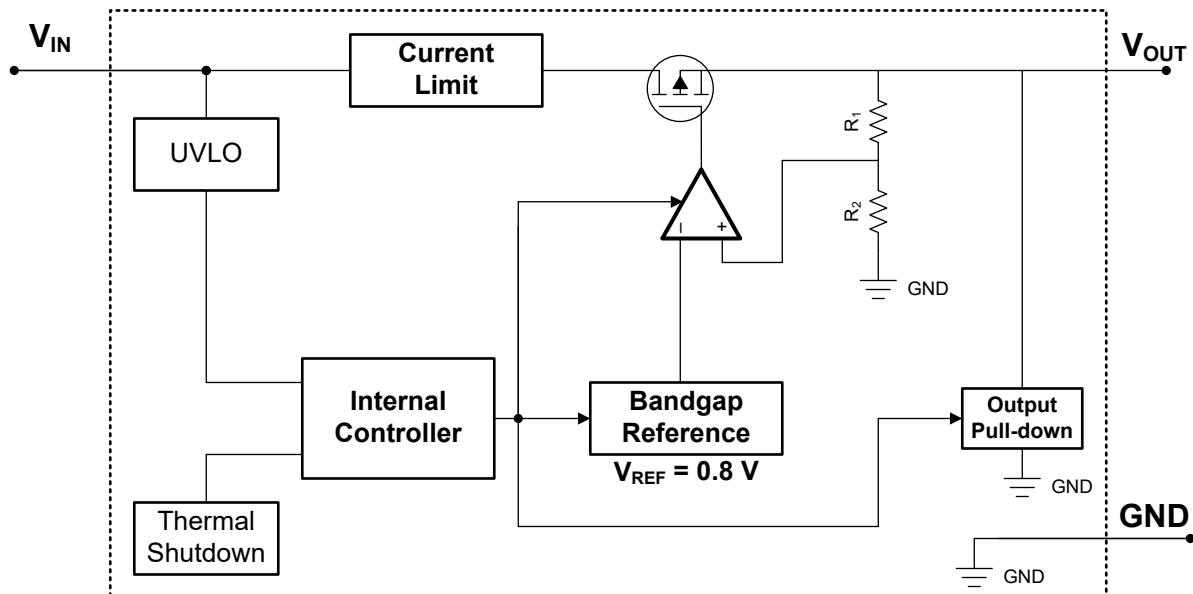 VIN
Current
Limit
VOUT
UVLO
R1
R2
− +
GND
Internal
Controller
Bandgap
Reference
VREF = 0.8 V
Output
Pull-down
GND
Thermal
Shutdown
GND
GND